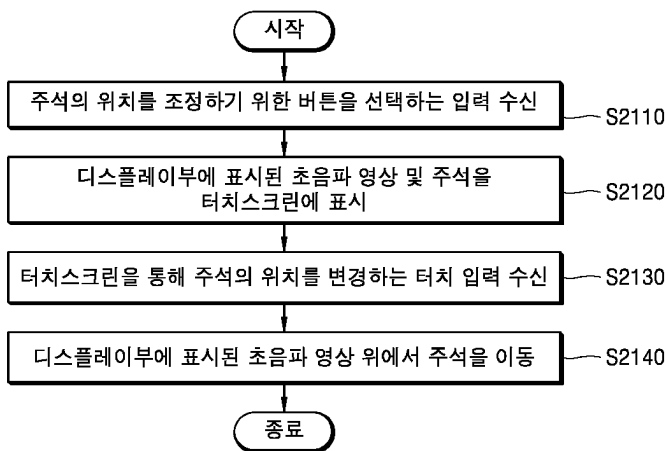 시작
주석의 위치를 조정하기 위한 버튼을 선택하는 입력 수신
S2110
디스플레이부에 표시된 초음파 영상 및 주석을
터치스크린에 표시
S2120
터치스크린을 통해 주석의 위치를 변경하는 터치 입력 수신
S2130
디스플레이부에 표시된 초음파 영상 위에서 주석을 이동
S2140
종료